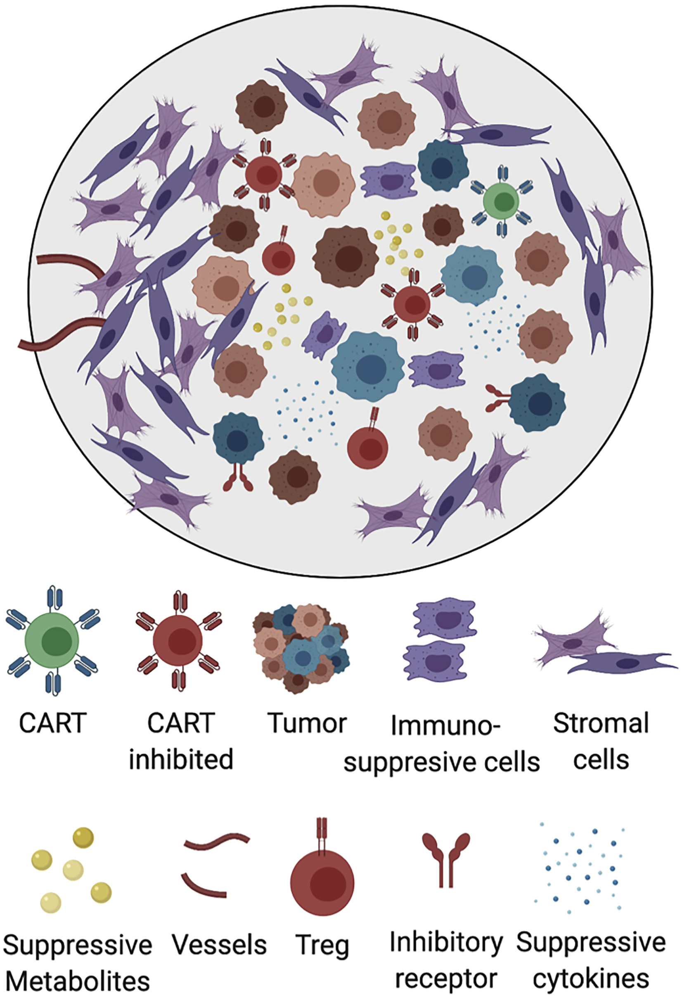 CART
CART
inhibited
Tumor
Immuno-
suppresive cells
Stromal
cells
Suppressive
Metabolites
Vessels
Treg
Inhibitory
receptor
Suppressive
cytokines